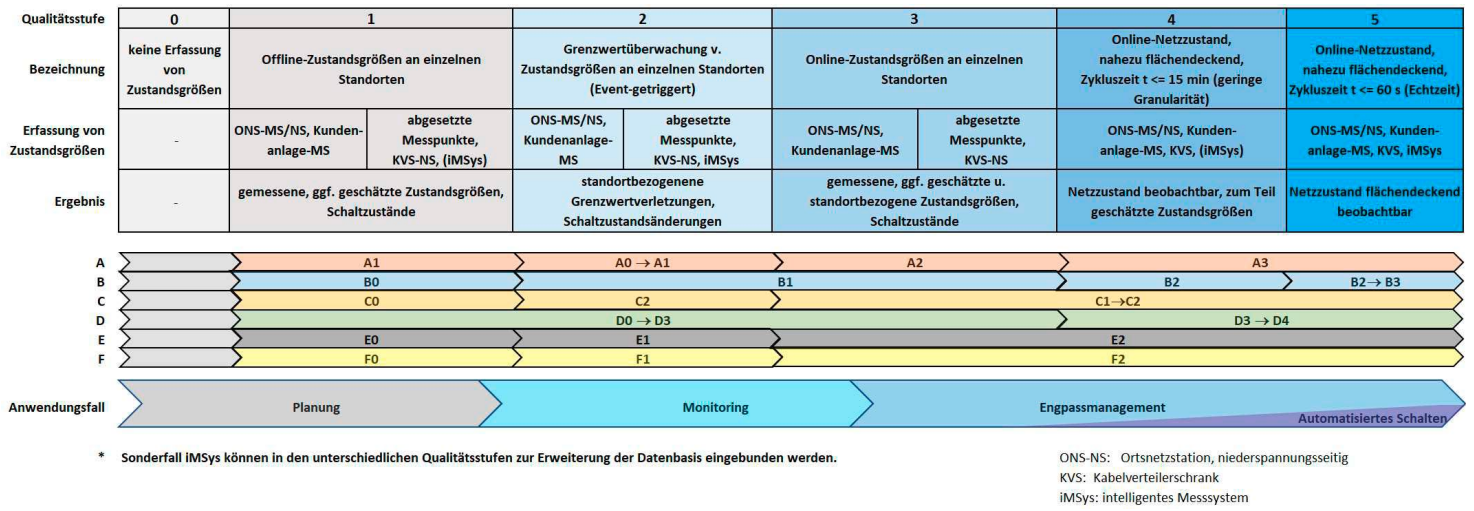 Qualitätsstufe 0 1 2 3 4 5
Bezeichnung
keine Erfassung
von
Zustandsgrößen
Offline-Zustandsgrößen an einzelnen
Standorten
Grenzwertüberwachung v.
Zustandsgrößen an einzelnen Standorten
(Event-getriggert)
Online-Zustandsgrößen an einzelnen
Standorten
Online-Netzzustand,
nahezu flächendeckend,
Zykluszeit t <= 15 min (geringe
Granularität)
Online-Netzzustand,
nahezu flächendeckend,
Zykluszeit t <= 60 s (Echtzeit)
Erfassung von
Zustandsgrößen
-
ONS-MS/NS, Kunden-
anlage-MS
abgesetzte
Messpunkte,
KVS-NS, (iMSys)
ONS-MS/NS,
Kundenanlage-
MS
abgesetzte
Messpunkte,
KVS-NS, iMSys
ONS-MS/NS,
Kundenanlage-MS
abgesetzte
Messpunkte,
KVS-NS
ONS-MS/NS, Kunden-
anlage-MS, KVS, (iMSys)
ONS-MS/NS, Kunden-
anlage-MS, KVS, iMSys
Ergebnis
-
gemessene, ggf. geschätzte Zustandsgrößen,
Schaltzustände
standortbezogenene
Grenzwertverletzungen,
Schaltzustandsänderungen
gemessene, ggf. geschätzte u.
standortbezogene Zustandsgrößen,
Schaltzustände
Netzzustand beobachtbar, zum Teil
geschätzte Zustandsgrößen
Netzzustand flächendeckend
beobachtbar
A A1 A0 → A1 A2 A3
B B0 B1 B2 B2 → B3
C C0 C2 C1→C2
D D0 → D3 D3 → D4
E E0 E1 E2
F F0 F1 F2
Anwendungsfall Planung Monitoring Engpassmanagement
Automatisiertes Schalten
* Sonderfall iMSys können in den unterschiedlichen Qualitätsstufen zur Erweiterung der Datenbasis eingebunden werden.
ONS-NS: Ortsnetzstation, niederspannungsseitig
KVS: Kabelverteilerschrank
iMSys: intelligentes Messsystem